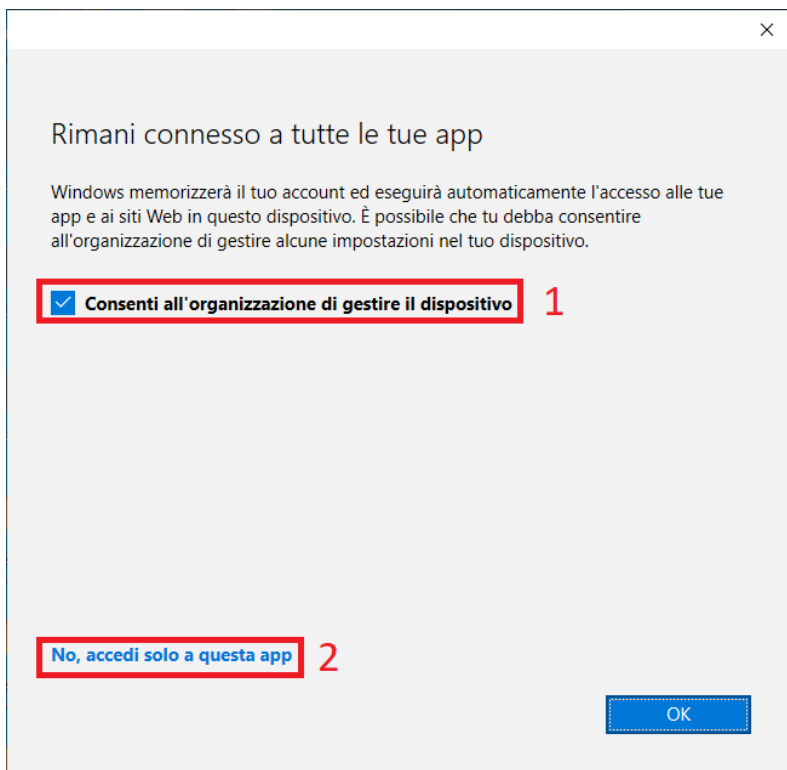 Rimani connesso a tutte le tue app
Windows memorizzerà il tuo account ed eseguirà automaticamente l'accesso alle tue
app e ai siti Web in questo dispositivo. È possibile che tu debba consentire
all'organizzazione di gestire alcune impostazioni nel tuo dispositivo.
Consenti all'organizzazione di gestire il dispositivo 1
No, accedi solo a questa app 2
OK